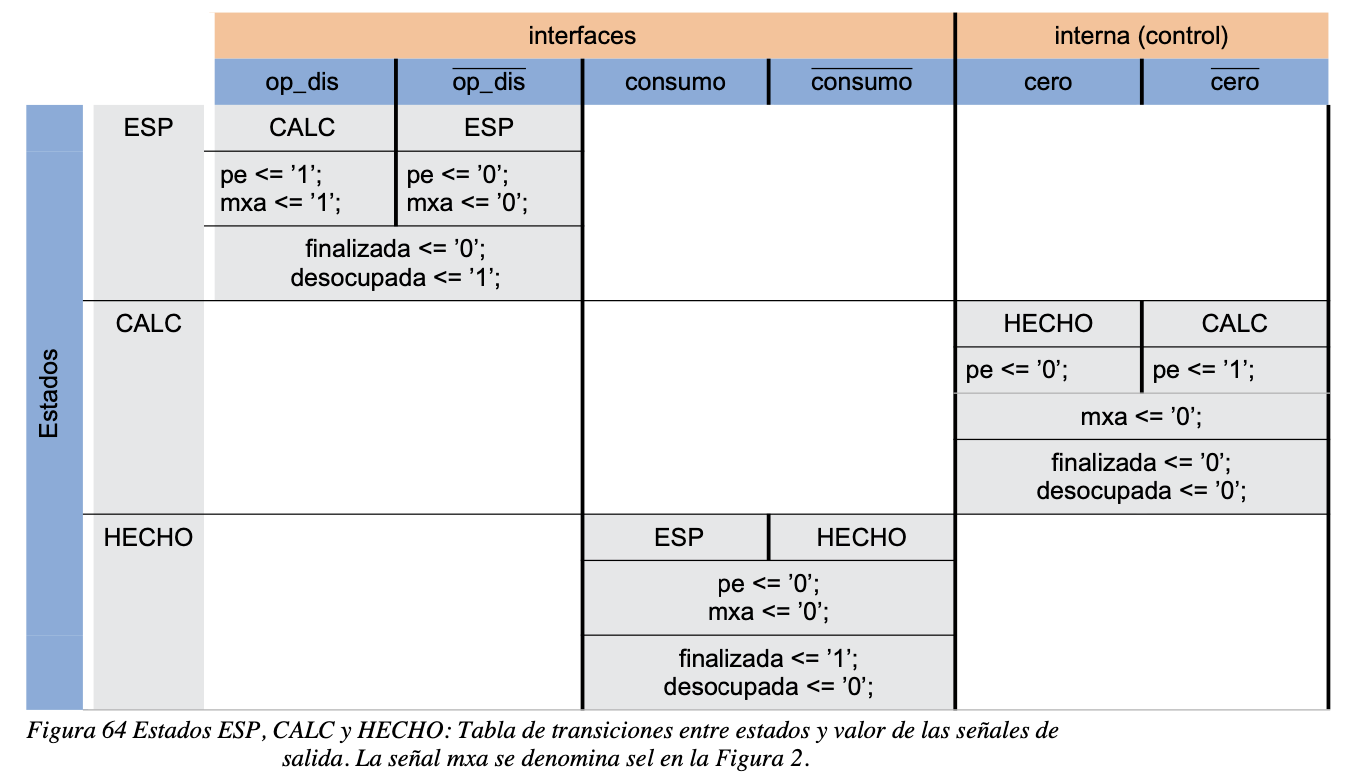 interfaces interna (control)
op_dis op_dis consumo consumo cero cero
ESP CALC ESP
pe <= ’1’; pe <= ’0’;
mxa <= ’1’; mxa <= ’0’;
finalizada <= ’0’;
desocupada <= ’1’;
Estados
CALC HECHO CALC
pe <= ’0’; pe <= ’1’;
mxa <= ’0’;
finalizada <= ’0’;
desocupada <= ’0’;
HECHO ESP HECHO
pe <= ’0’;
mxa <= ’0’;
finalizada <= ’1’;
desocupada <= ’0’;
Figura 64 Estados ESP, CALC y HECHO: Tabla de transiciones entre estados y valor de las señales de
salida. La señal mxa se denomina sel en la Figura 2.